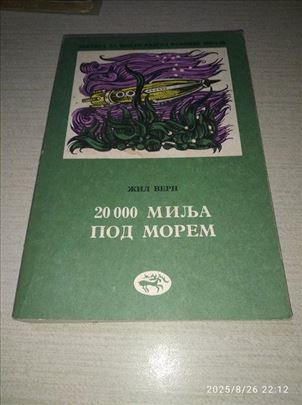 ЖИЛ ВЕРН
20 000 МИЉА
ПОД МОРЕМ
2025/8/26 22:12